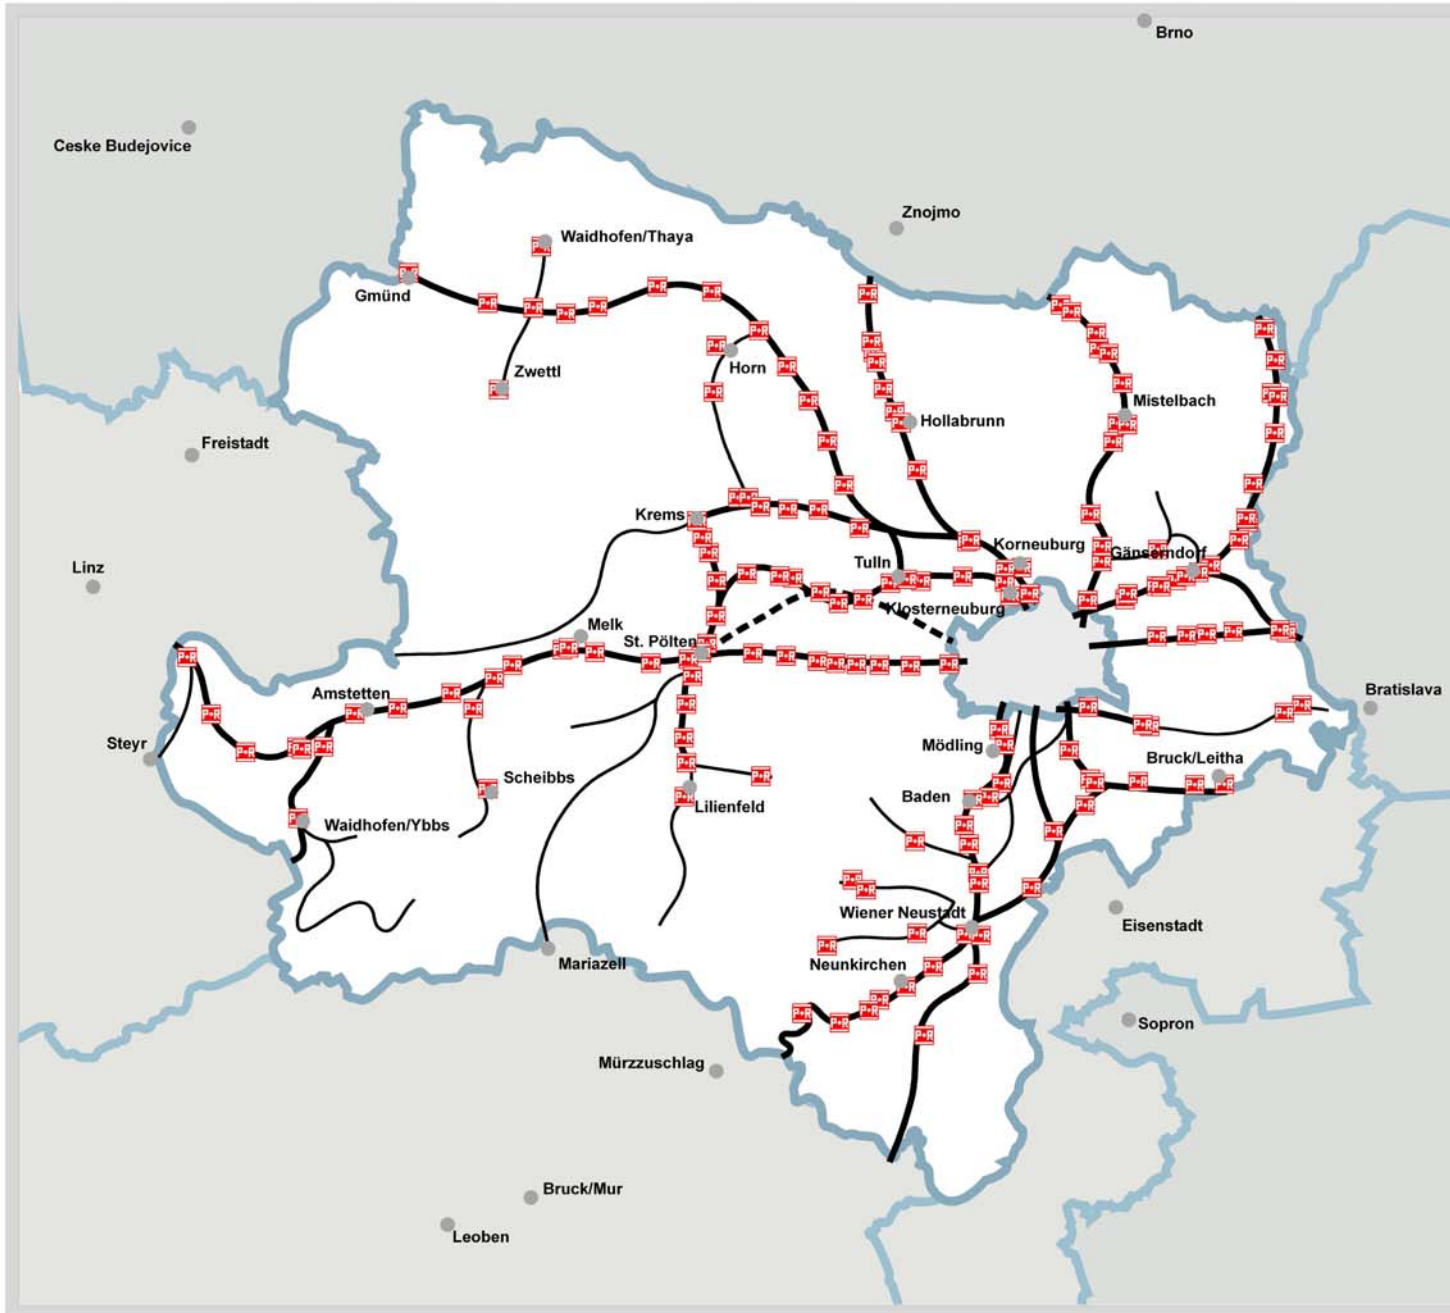 Brno
Ceske Budejovice
Znojmo
Waidhofen/Thaya
Gmünd
Horn
Zwettl
Mistelbach
Hollabrunn
Freistadt
Krems
Korneuburg
Gänserndorf
Tulln
Linz
Klosterneuburg
Melk
St. Pölten
Amstetten
Bratislava
Steyr
Mödling
Bruck/Leitha
Scheibbs
Baden
Lilienfeld
Waidhofen/Ybbs
Wiener Neustadt
Eisenstadt
Mariazell
Neunkirchen
Sopron
Mürzzuschlag
Bruck/Mur
Leoben